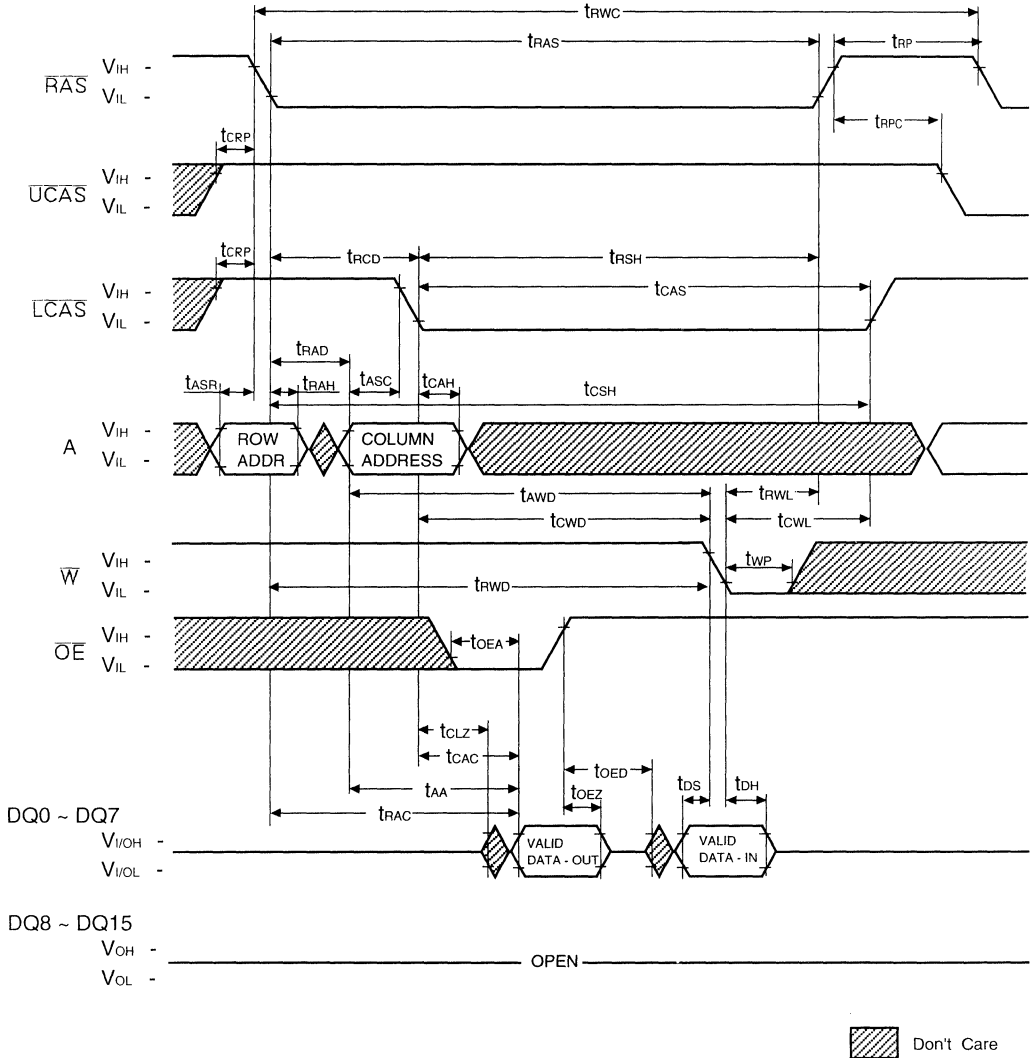 tRWC
tRAS
tRP
RAS
VIH -
VIL -
tRPC
tCRP
UCAS
VIH -
VIL -
tCRP
tRCD
tRSH
LCAS
VIH -
VIL -
tCAS
tRAD
tASR
tRAH
tASC
tCAH
tCSH
A
VIH -
VIL -
ROW
ADDR
COLUMN
ADDRESS
tAWD
tRWL
tCWD
tCWL
W
VIH -
VIL -
tWP
tRWD
OE
VIH -
VIL -
tOEA
tCLZ
tCAC
tOED
tAA
tOEZ
tDS
tDH
tRAC
DQ0 ~ DQ7
VI/OH -
VI/OL -
VALID
DATA - OUT
VALID
DATA - IN
DQ8 ~ DQ15
VOH -
VOL -
OPEN
Don't Care